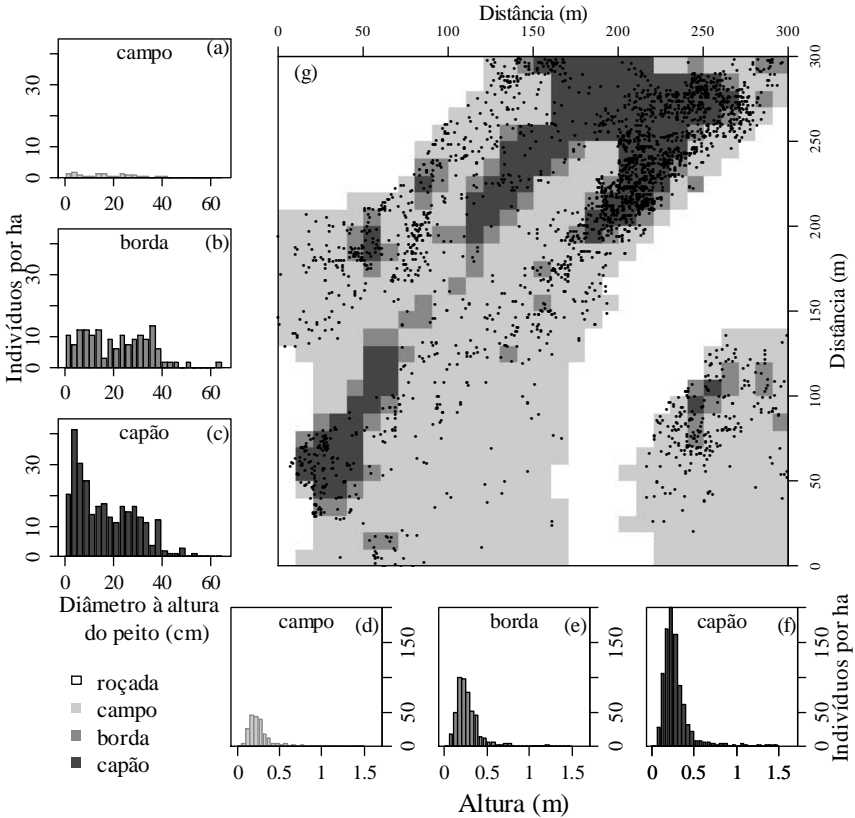 Distância (m)
0 50 100 150 200 250 300
(a)
campo
0 10 30
0 20 40 60
(b)
borda
0 10 30
(c)
capão
0 10 30
0 20 40 60
Indivíduos por ha
Diâmetro à altura
do peito (cm)
(g)
0 50 100 150 200 250 300
Distância (m)
roçada
campo
borda
capão
campo
(d)
0 50 150
0 0.5 1 1.5
borda
(e)
0 50 150
0 0.5 1 1.5
capão
(f)
0 50 150
0 0.5 1 1.5
Indivíduos por ha
Altura (m)